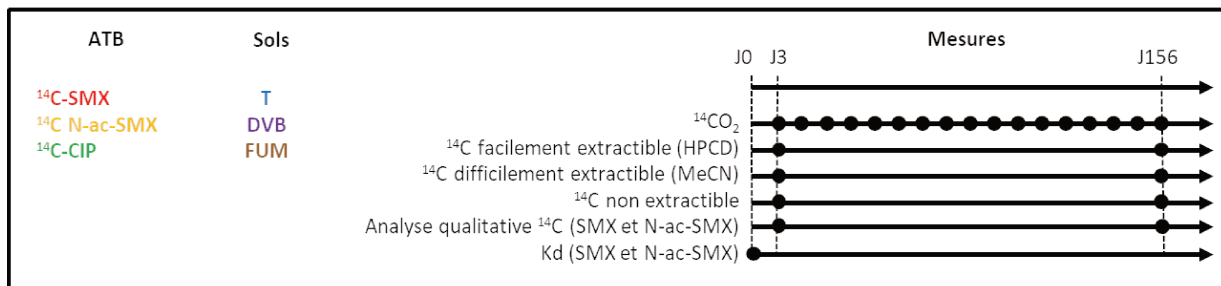 ATB Sols Mesures
J0 J3 J156
¹⁴C-SMX T
¹⁴C N-ac-SMX DVB
¹⁴C-CIP FUM
¹⁴CO₂
¹⁴C facilement extractible (HPCD)
¹⁴C difficilement extractible (MeCN)
¹⁴C non extractible
Analyse qualitative ¹⁴C (SMX et N-ac-SMX)
Kd (SMX et N-ac-SMX)